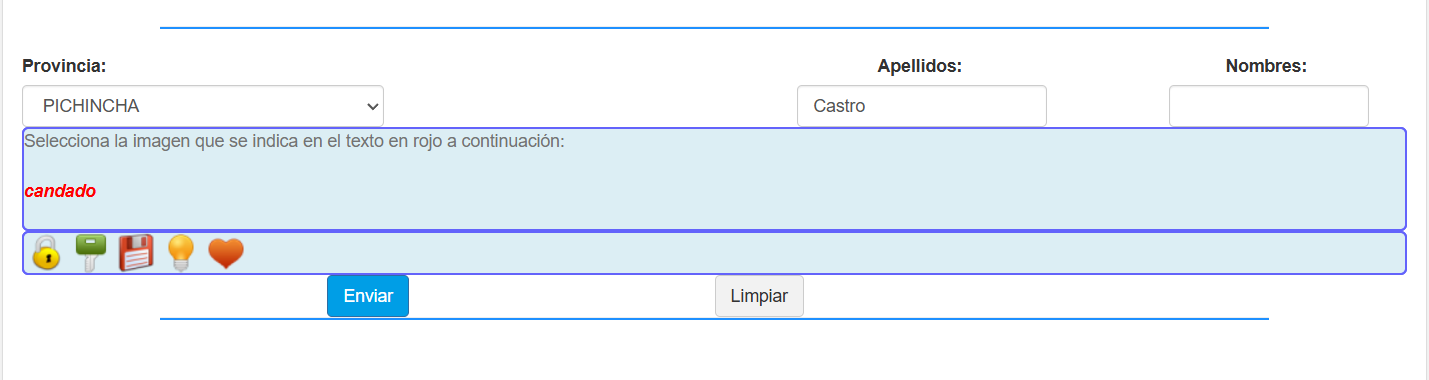 Provincia:
Apellidos:
Nombres:
PICHINCHA
Castro
Selecciona la imagen que se indica en el texto en rojo a continuación:
candado
Enviar
Limpiar